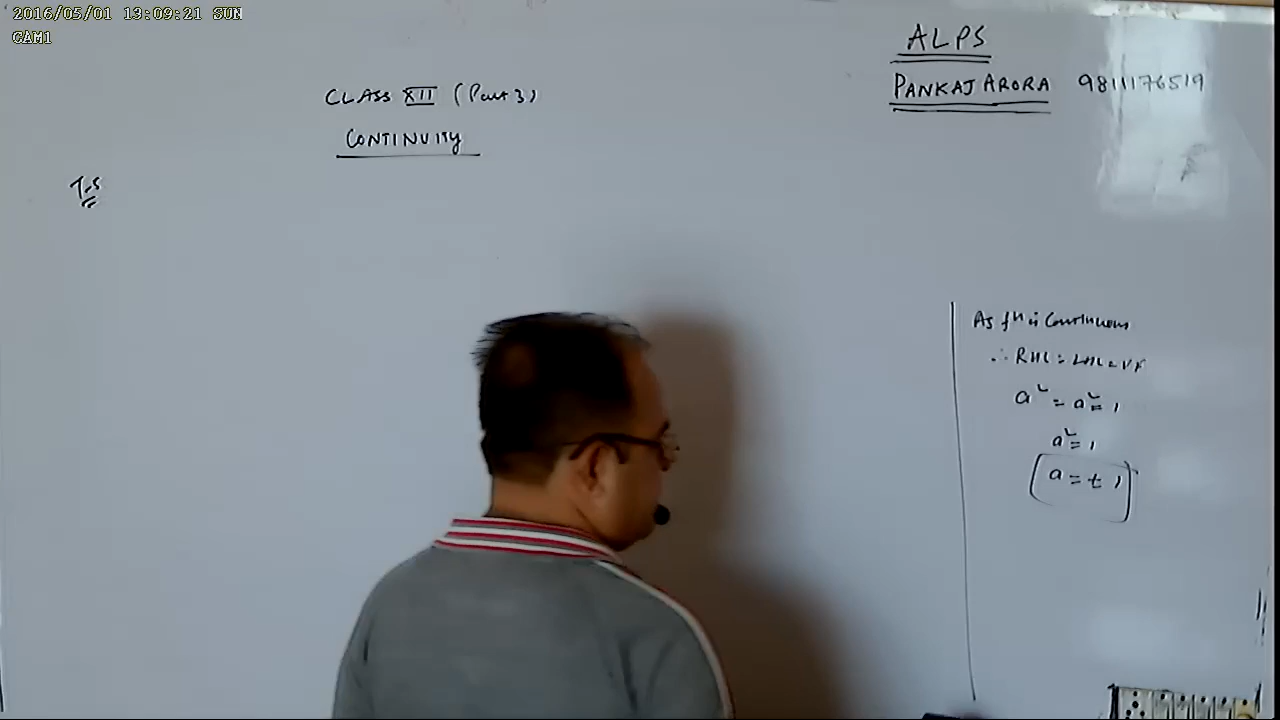 2016/05/01 13:09:21 SUN
CAM1
ALPS
PANKAJ ARORA 9811176519
CLASS XII (Part 3)
CONTINUITY
As fn is Continuous
∴ RHL = LHL = VF
a² = a² = 1
a² = 1
a = ± 1